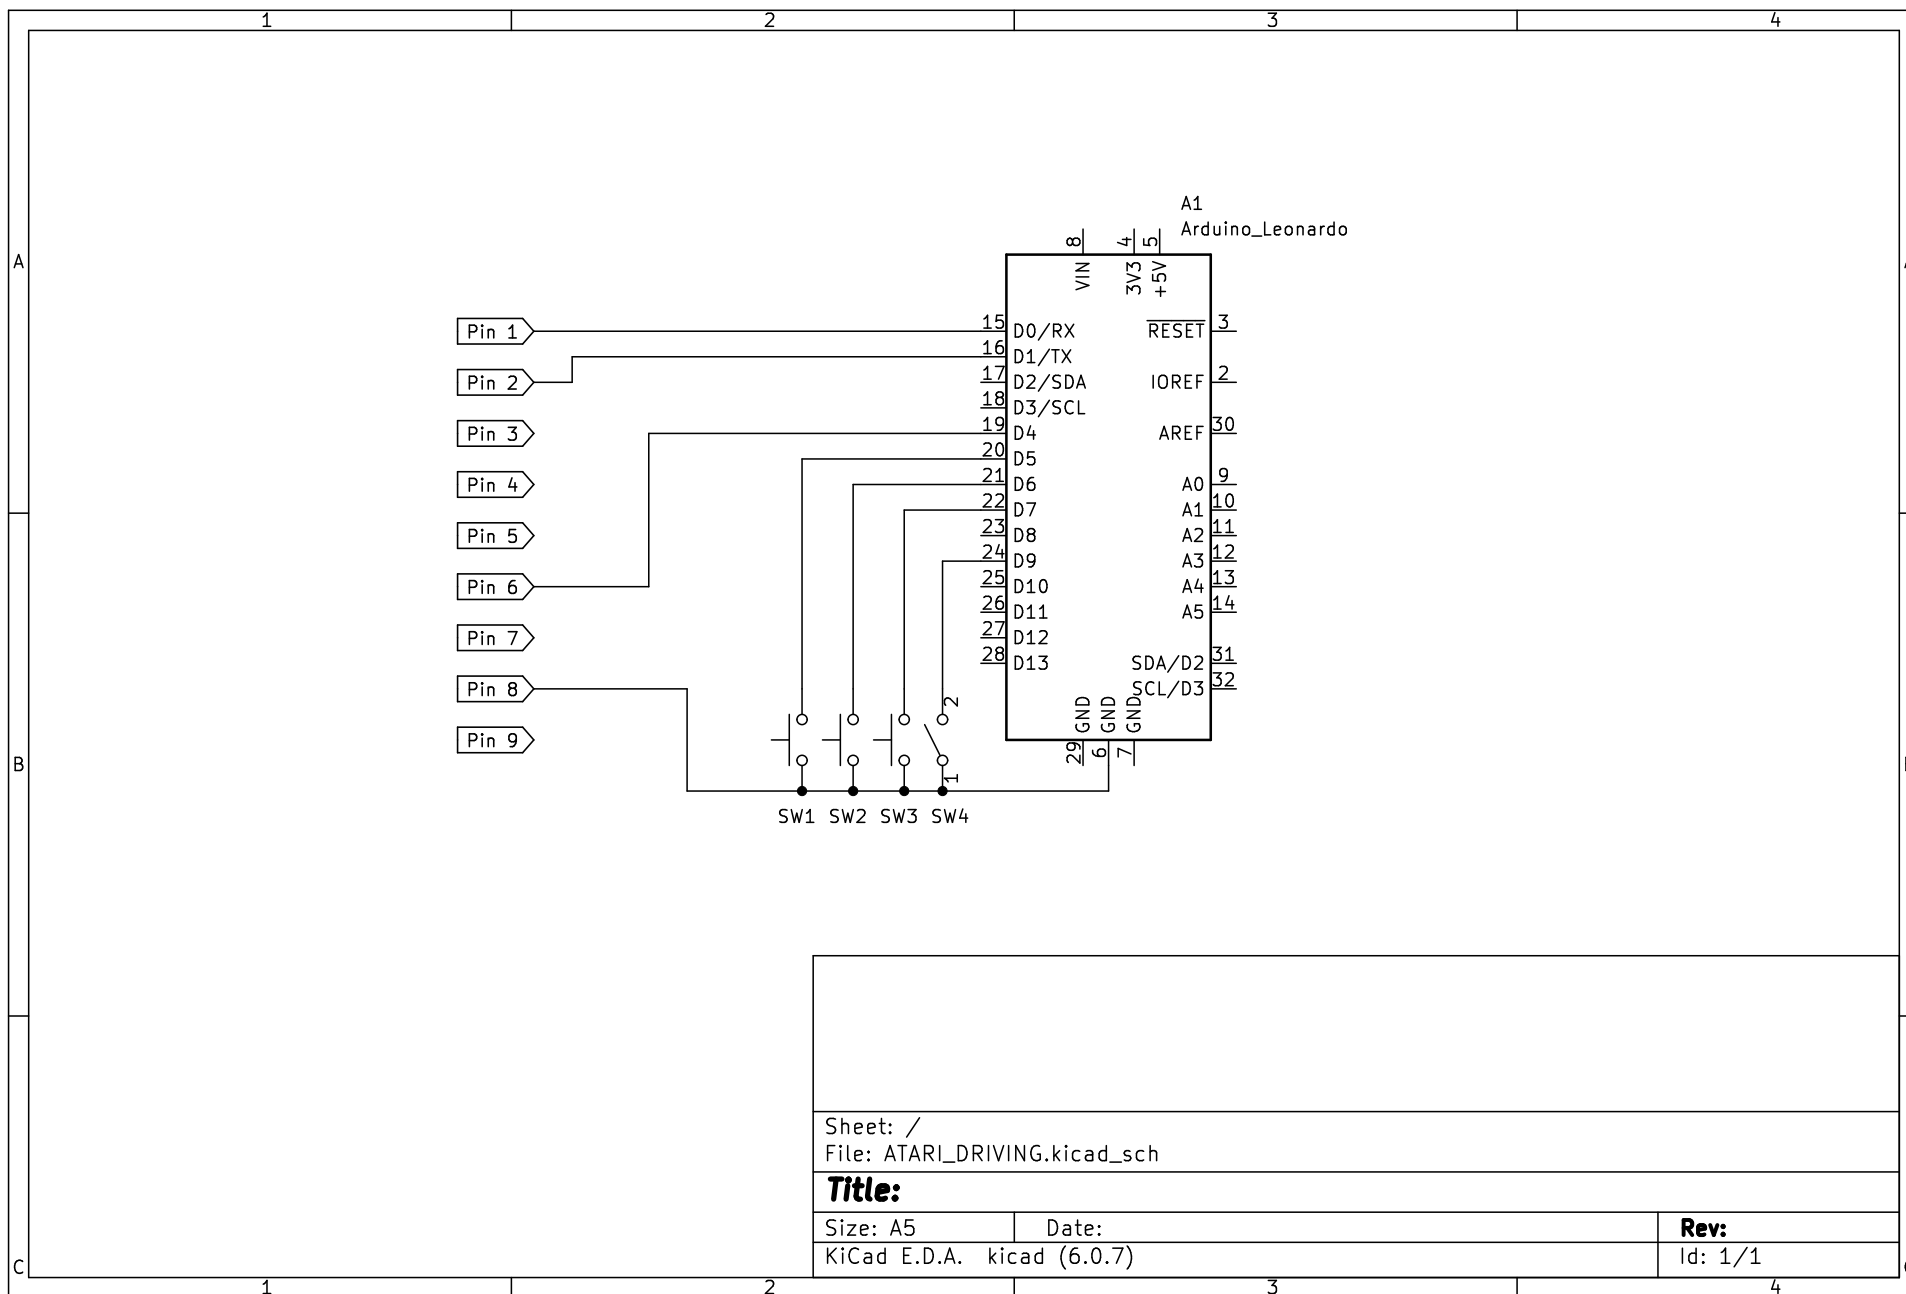 1 2 3 4
A1
Arduino_Leonardo
8 4 5
A
VIN 3V3 +5V
Pin 1 15 D0/RX RESET 3
16 D1/TX
Pin 2 17 D2/SDA IOREF 2
18 D3/SCL
Pin 3 19 D4 AREF 30
20 D5
Pin 4 21 D6 A0 9
22 D7 A1 10
Pin 5 23 D8 A2 11
24 D9 A3 12
Pin 6 25 D10 A4 13
26 D11 A5 14
Pin 7 27 D12
28 D13 SDA/D2 31
Pin 8 SCL/D3 32
2 GND GND GND
Pin 9 29 6 7
B
1
SW1 SW2 SW3 SW4
Sheet: /
File: ATARI_DRIVING.kicad_sch
Title:
Size: A5 Date: Rev:
KiCad E.D.A. kicad (6.0.7) Id: 1/1
C
1 2 3 4